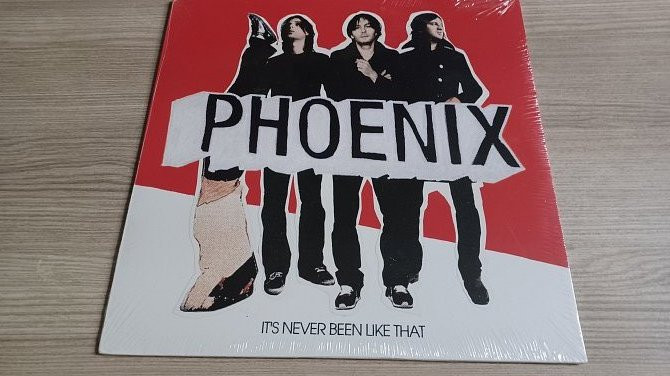 PHOENIX
IT'S NEVER BEEN LIKE THAT